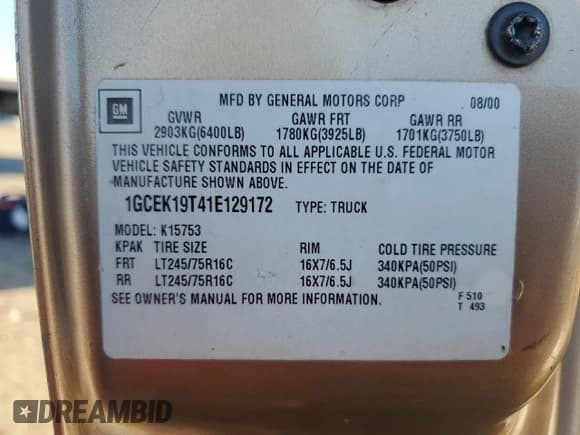 GM
MFD BY GENERAL MOTORS CORP 08/00
GVWR GAWR FRT GAWR RR
2903KG(6400LB) 1780KG(3925LB) 1701KG(3750LB)
THIS VEHICLE CONFORMS TO ALL APPLICABLE U.S. FEDERAL MOTOR
VEHICLE SAFETY STANDARDS IN EFFECT ON THE DATE OF
MANUFACTURE SHOWN ABOVE.
1GCEK19T41E129172 TYPE: TRUCK
MODEL: K15753
KPAK TIRE SIZE RIM COLD TIRE PRESSURE
FRT LT245/75R16C 16X7/6.5J 340KPA(50PSI)
RR LT245/75R16C 16X7/6.5J 340KPA(50PSI)
SEE OWNER'S MANUAL FOR MORE INFORMATION. F 510
T 493
DREAMBID